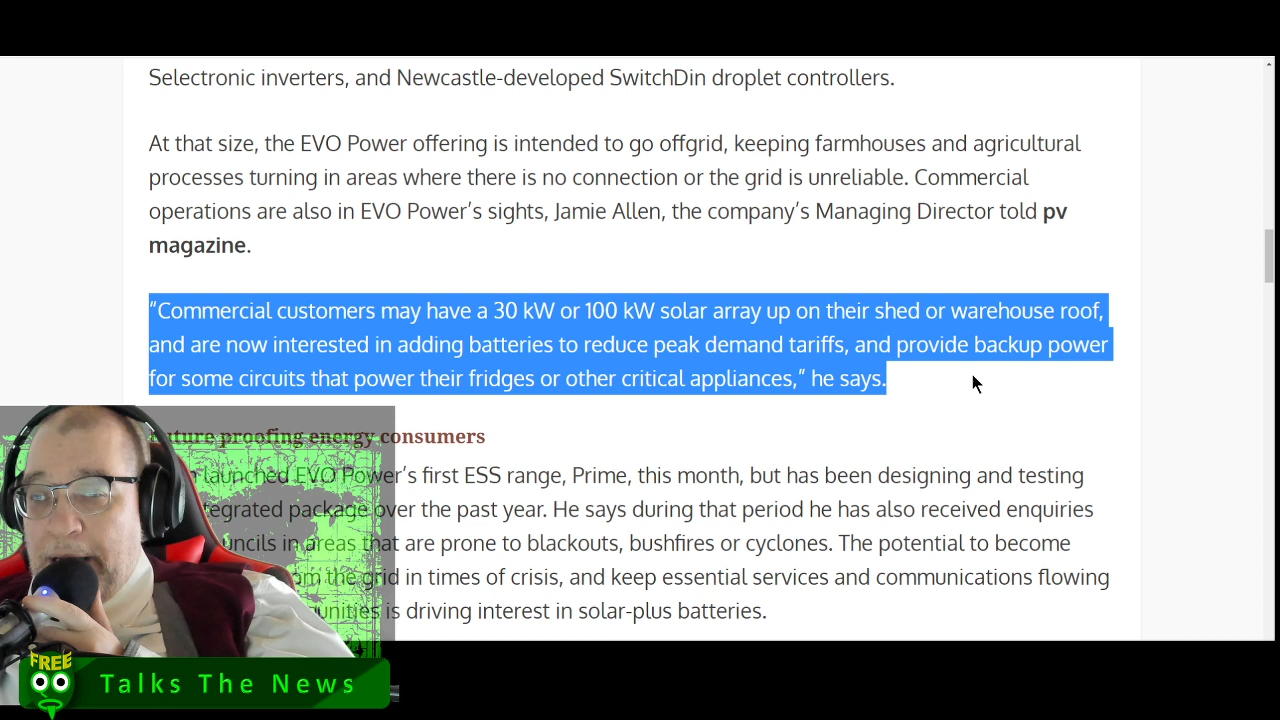 Selectronic inverters, and Newcastle-developed SwitchDin droplet controllers.
At that size, the EVO Power offering is intended to go offgrid, keeping farmhouses and agricultural
processes turning in areas where there is no connection or the grid is unreliable. Commercial
operations are also in EVO Power’s sights, Jamie Allen, the company’s Managing Director told pv
magazine.
“Commercial customers may have a 30 kW or 100 kW solar array up on their shed or warehouse roof,
and are now interested in adding batteries to reduce peak demand tariffs, and provide backup power
for some circuits that power their fridges or other critical appliances,” he says.
future proofing energy consumers
launched EVO Power’s first ESS range, Prime, this month, but has been designing and testing
tegrated package over the past year. He says during that period he has also received enquiries
uncils in areas that are prone to blackouts, bushfires or cyclones. The potential to become
om the grid in times of crisis, and keep essential services and communications flowing
unities is driving interest in solar-plus batteries.
FREE
Talks The News